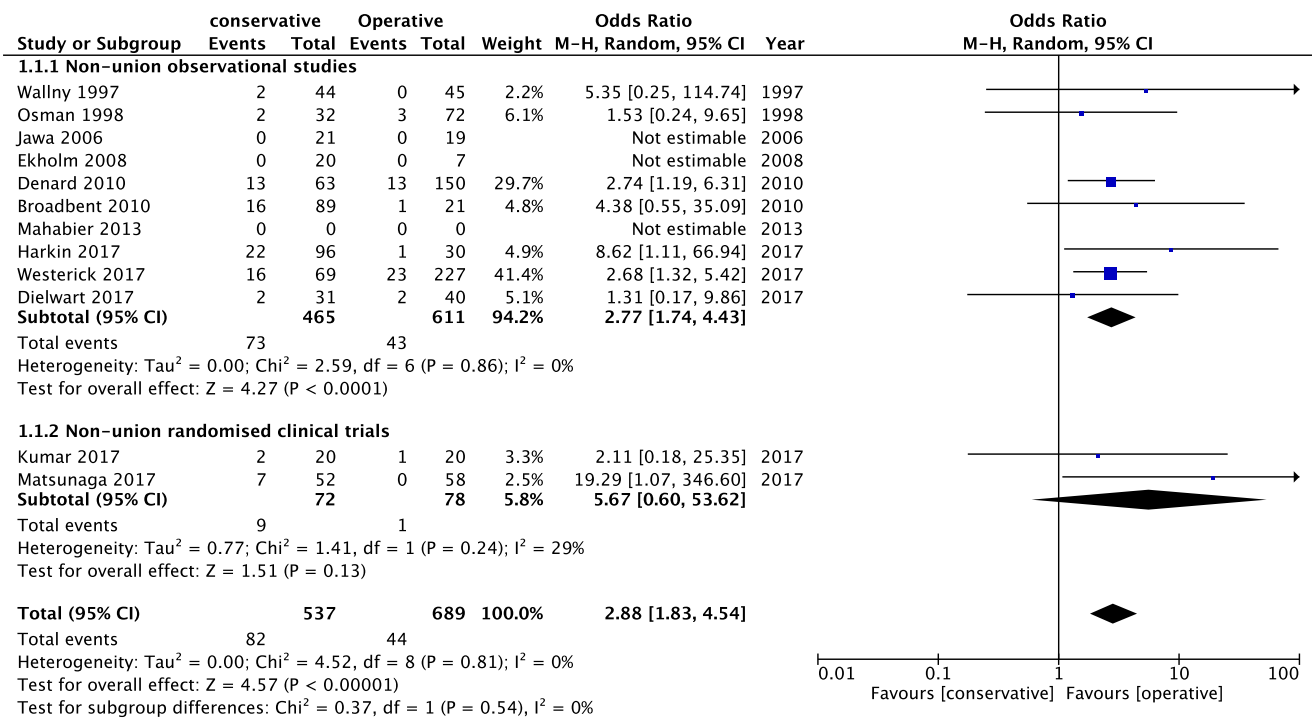 conservative Operative Odds Ratio Odds Ratio
Study or Subgroup Events Total Events Total Weight M-H, Random, 95% CI Year M-H, Random, 95% CI
1.1.1 Non-union observational studies
Wallny 1997 2 44 0 45 2.2% 5.35 [0.25, 114.74] 1997
Osman 1998 2 32 3 72 6.1% 1.53 [0.24, 9.65] 1998
Jawa 2006 0 21 0 19 Not estimable 2006
Ekholm 2008 0 20 0 7 Not estimable 2008
Denard 2010 13 63 13 150 29.7% 2.74 [1.19, 6.31] 2010
Broadbent 2010 16 89 1 21 4.8% 4.38 [0.55, 35.09] 2010
Mahabier 2013 0 0 0 0 Not estimable 2013
Harkin 2017 22 96 1 30 4.9% 8.62 [1.11, 66.94] 2017
Westerick 2017 16 69 23 227 41.4% 2.68 [1.32, 5.42] 2017
Dielwart 2017 2 31 2 40 5.1% 1.31 [0.17, 9.86] 2017
Subtotal (95% CI) 465 611 94.2% 2.77 [1.74, 4.43]
Total events 73 43
Heterogeneity: Tau² = 0.00; Chi² = 2.59, df = 6 (P = 0.86); I² = 0%
Test for overall effect: Z = 4.27 (P < 0.0001)
1.1.2 Non-union randomised clinical trials
Kumar 2017 2 20 1 20 3.3% 2.11 [0.18, 25.35] 2017
Matsunaga 2017 7 52 0 58 2.5% 19.29 [1.07, 346.60] 2017
Subtotal (95% CI) 72 78 5.8% 5.67 [0.60, 53.62]
Total events 9 1
Heterogeneity: Tau² = 0.77; Chi² = 1.41, df = 1 (P = 0.24); I² = 29%
Test for overall effect: Z = 1.51 (P = 0.13)
Total (95% CI) 537 689 100.0% 2.88 [1.83, 4.54]
Total events 82 44
Heterogeneity: Tau² = 0.00; Chi² = 4.52, df = 8 (P = 0.81); I² = 0%
Test for overall effect: Z = 4.57 (P < 0.00001)
Test for subgroup differences: Chi² = 0.37, df = 1 (P = 0.54), I² = 0%
0.01 0.1 1 10 100
Favours [conservative] Favours [operative]